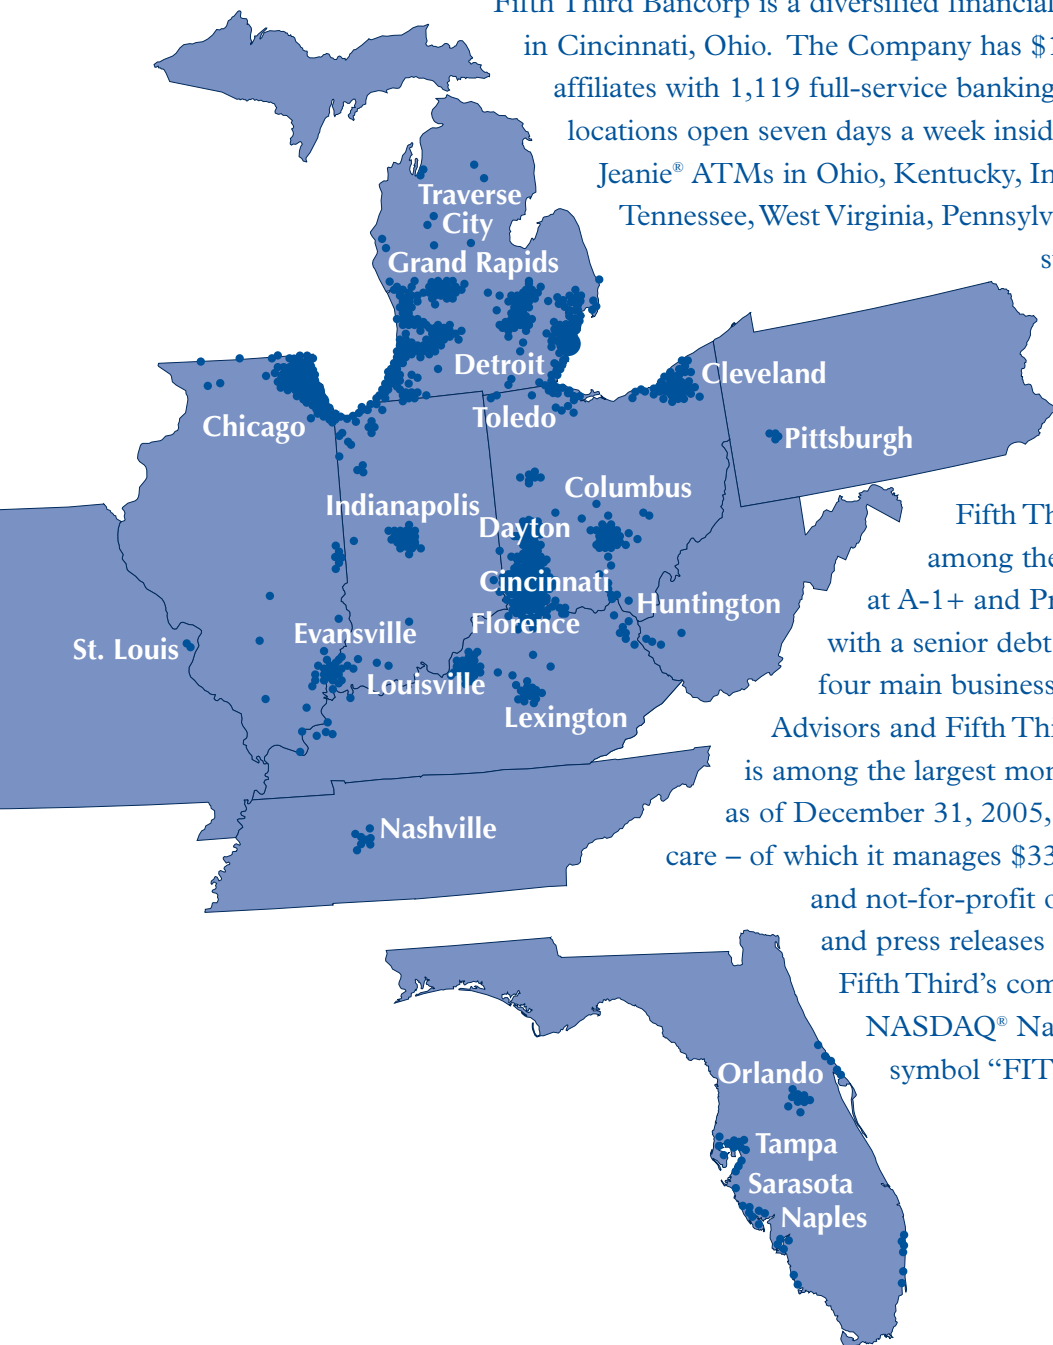 Fifth Third Bancorp is a diversified financial
in Cincinnati, Ohio. The Company has $1
affiliates with 1,119 full-service banking
locations open seven days a week insid
Jeanie® ATMs in Ohio, Kentucky, In
Tennessee, West Virginia, Pennsylv
s
Traverse
City
Grand Rapids
Detroit
Cleveland
Chicago
Toledo
Pittsburgh
Columbus
Indianapolis
Dayton
Cincinnati
Huntington
Florence
Evansville
St. Louis
Louisville
Lexington
Nashville
Fifth Th
among the
at A-1+ and Pr
with a senior debt
four main business
Advisors and Fifth Thi
is among the largest mon
as of December 31, 2005,
care – of which it manages $33
and not-for-profit o
and press releases
Fifth Third's com
NASDAQ® Na
symbol “FIT
Orlando
Tampa
Sarasota
Naples